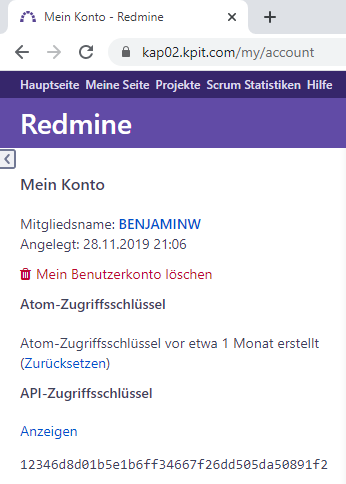 Mein Konto - Redmine
kap02.kpit.com/my/account
Hauptseite Meine Seite Projekte Scrum Statistiken Hilfe
Redmine
Mein Konto
Mitgliedsname: BENJAMINW
Angelegt: 28.11.2019 21:06
Mein Benutzerkonto löschen
Atom-Zugriffsschlüssel
Atom-Zugriffsschlüssel vor etwa 1 Monat erstellt
(Zurücksetzen)
API-Zugriffsschlüssel
Anzeigen
12346d8d01b5e1b6ff34667f26dd505da50891f2